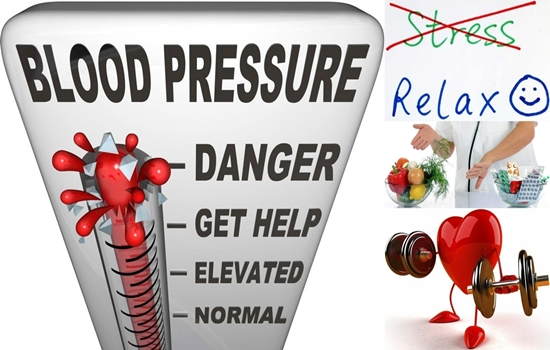 BLOOD PRESSURE
DANGER
GET HELP
ELEVATED
NORMAL
Stress
Relax